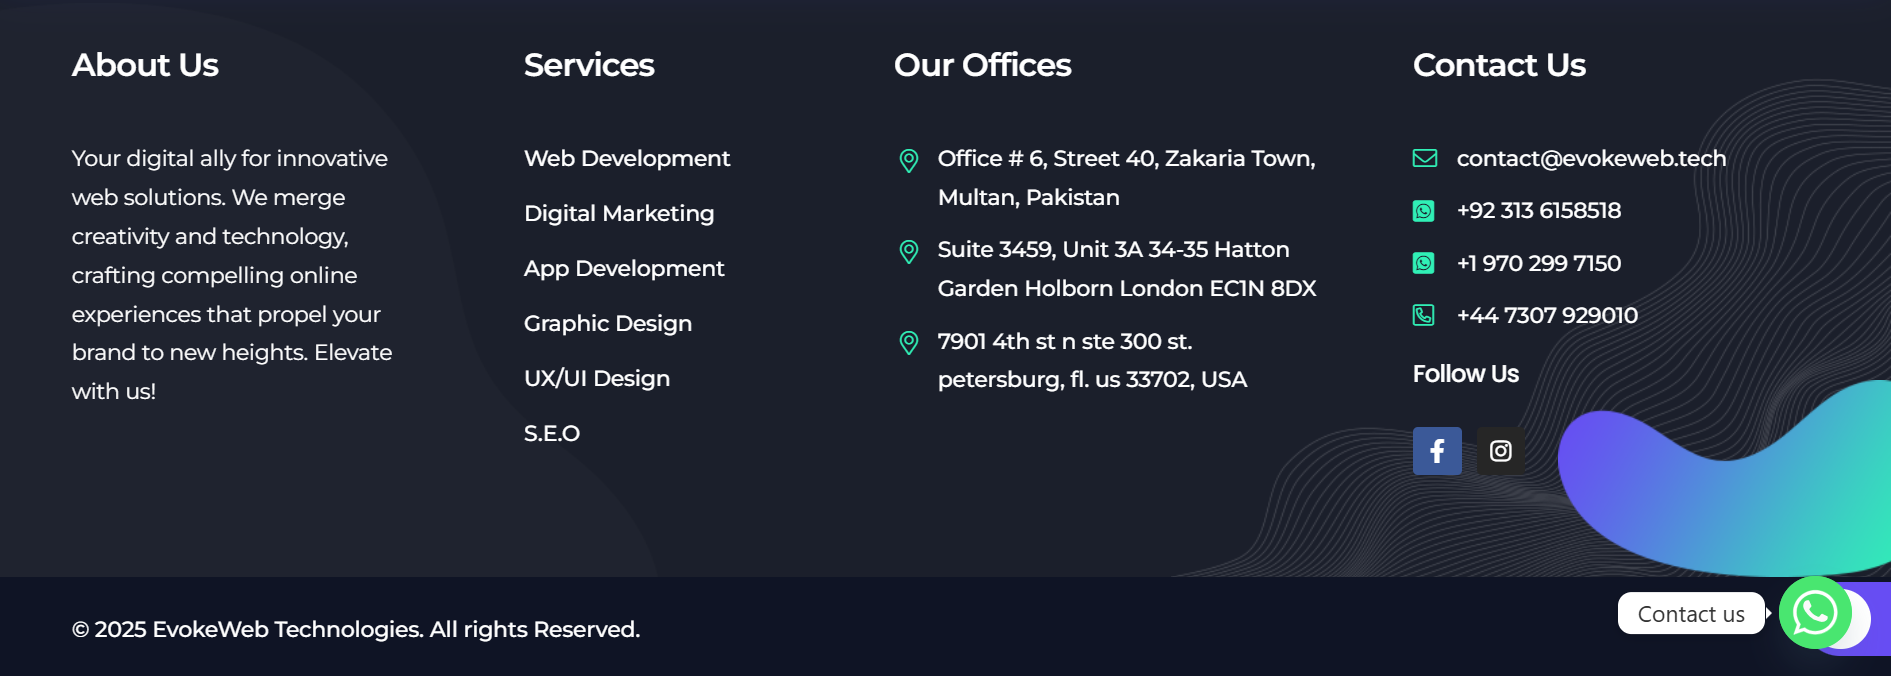 About Us
Your digital ally for innovative
web solutions. We merge
creativity and technology,
crafting compelling online
experiences that propel your
brand to new heights. Elevate
with us!
Services
Web Development
Digital Marketing
App Development
Graphic Design
UX/UI Design
S.E.O
Our Offices
Office # 6, Street 40, Zakaria Town,
Multan, Pakistan
Suite 3459, Unit 3A 34-35 Hatton
Garden Holborn London EC1N 8DX
7901 4th st n ste 300 st.
petersburg, fl. us 33702, USA
Contact Us
contact@evokeweb.tech
+92 313 6158518
+1 970 299 7150
+44 7307 929010
Follow Us
© 2025 EvokeWeb Technologies. All rights Reserved.
Contact us